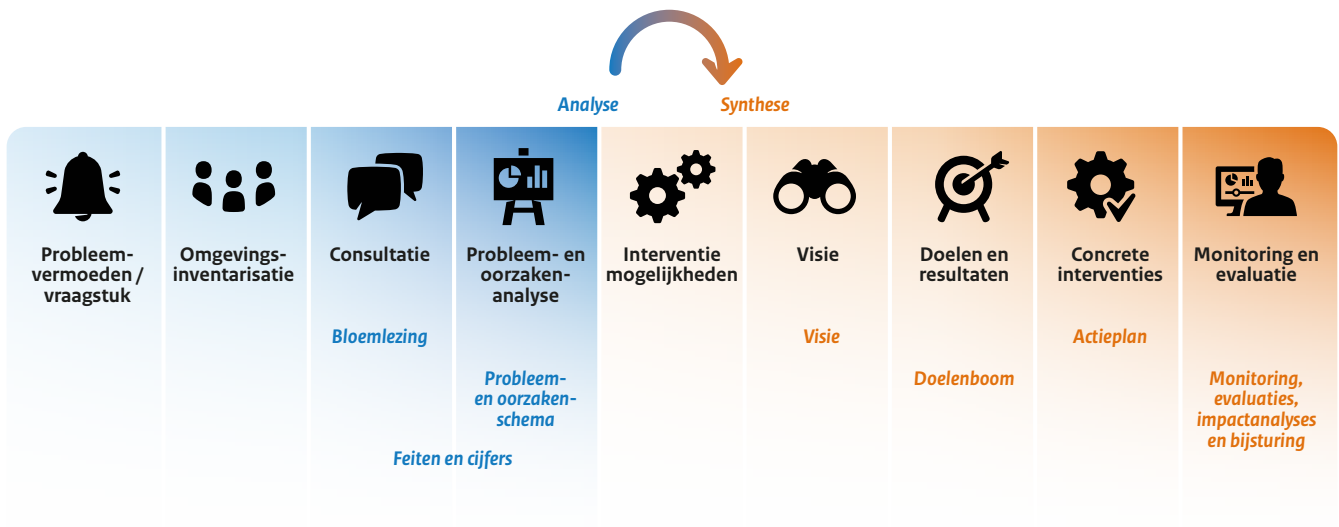 Analyse
Synthese
Probleem-
vermoeden /
vraagstuk
Omgevings-
inventarisatie
Consultatie
Probleem- en
oorzaken-
analyse
Interventie
mogelijkheden
Visie
Doelen en
resultaten
Concrete
interventies
Monitoring en
evaluatie
Bloemlezing
Probleem-
en oorzaken-
schema
Feiten en cijfers
Visie
Doelenboom
Actieplan
Monitoring,
evaluaties,
impactanalyses
en bijsturing